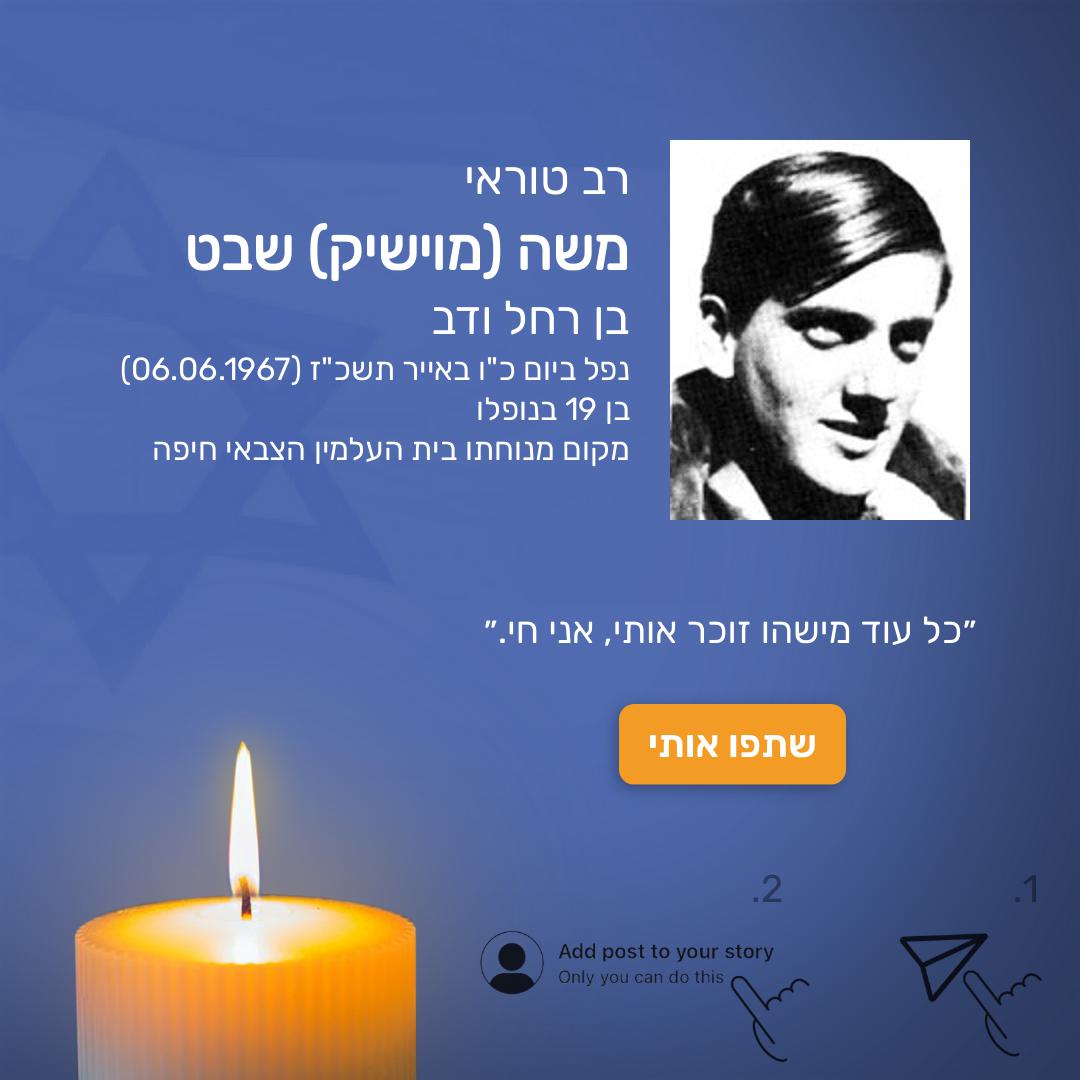 רב טוראי
משה (מוישיק) שבט
בן רחל ודב
נפל ביום כ"ו באייר תשכ"ז (06.06.1967)
בן 19 בנופלו
מקום מנוחתו בית העלמין הצבאי חיפה
״כל עוד מישהו זוכר אותי, אני חי.״
שתפו אותי
1.
2.
Add post to your story
Only you can do this